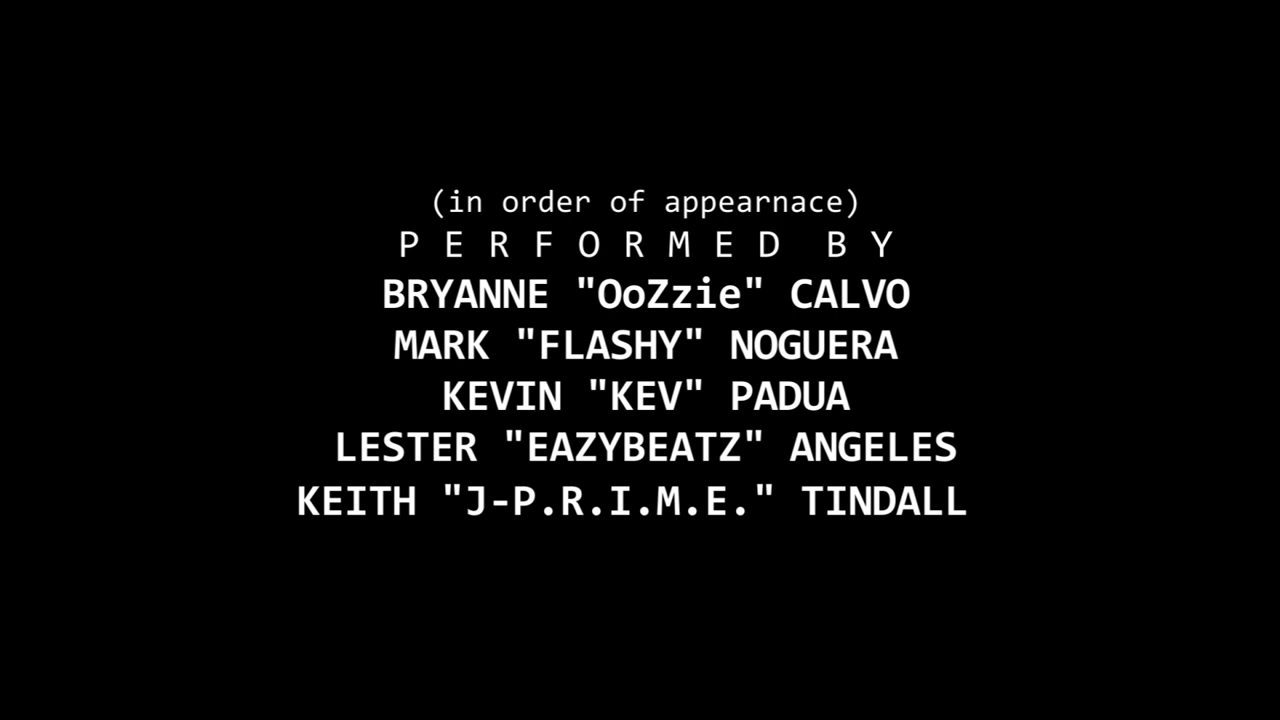 (in order of appearnace)
P E R F O R M E D  B Y
BRYANNE "OoZzie" CALVO
MARK "FLASHY" NOGUERA
KEVIN "KEV" PADUA
LESTER "EAZYBEATZ" ANGELES
KEITH "J-P.R.I.M.E." TINDALL